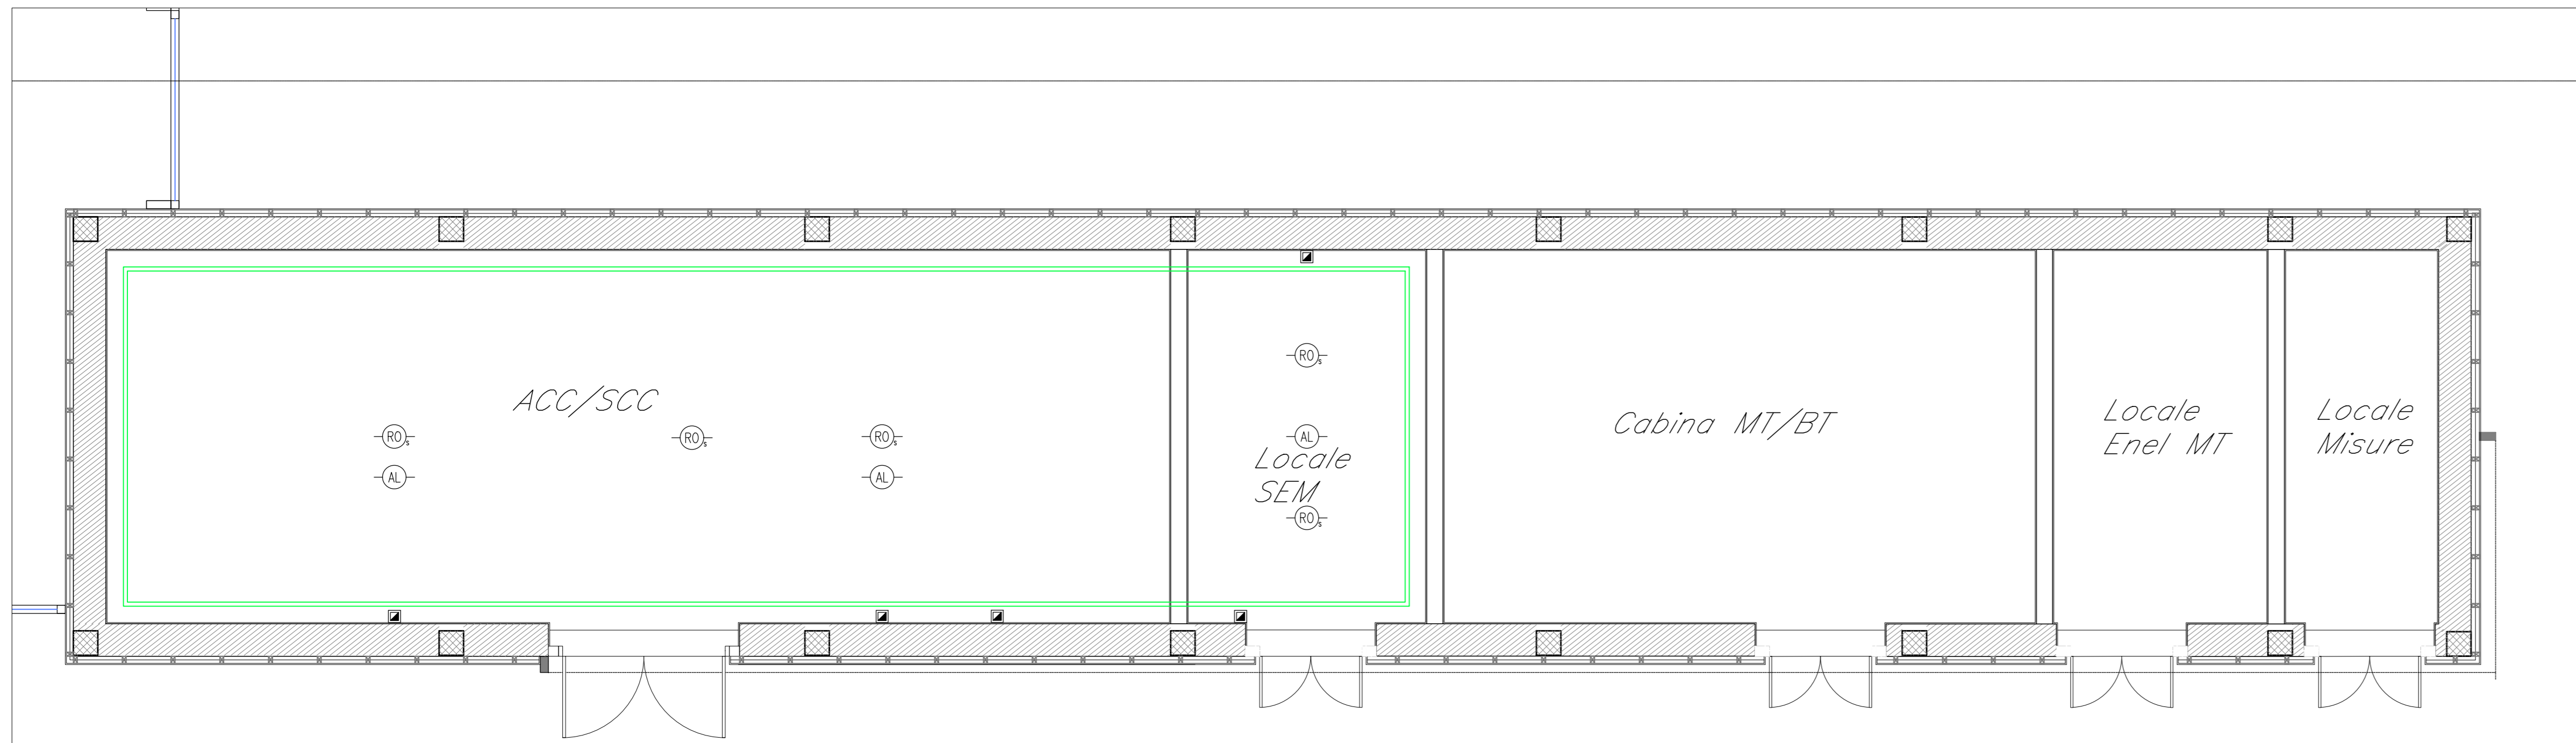 RO s
ACC/SCC
RO s
RO s
RO s
AL
Cabina MT/BT
Locale
Enel MT
Locale
Misure
AL
AL
Locale
SEM
RO s